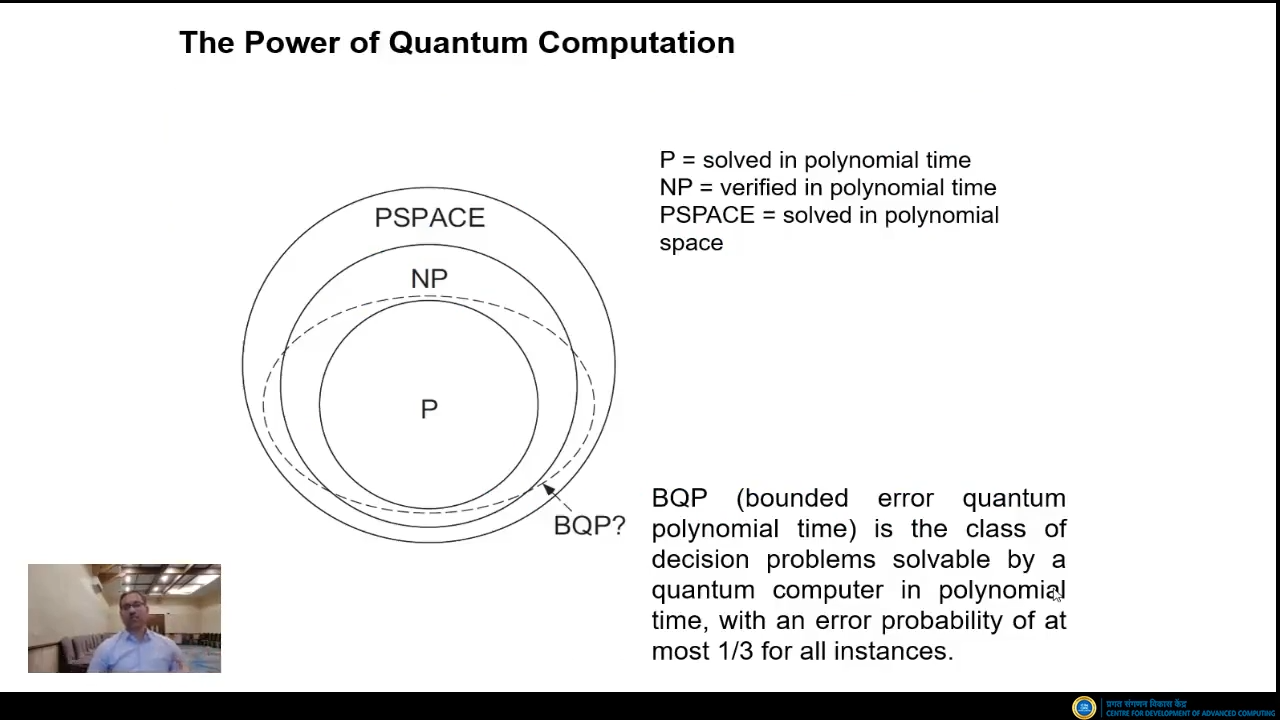 The Power of Quantum Computation
P = solved in polynomial time
NP = verified in polynomial time
PSPACE = solved in polynomial
space
PSPACE
NP
P
BQP?
BQP (bounded error quantum
polynomial time) is the class of
decision problems solvable by a
quantum computer in polynomial
time, with an error probability of at
most 1/3 for all instances.
प्रगत संगणन विकास केंद्र
CENTRE FOR DEVELOPMENT OF ADVANCED COMPUTING